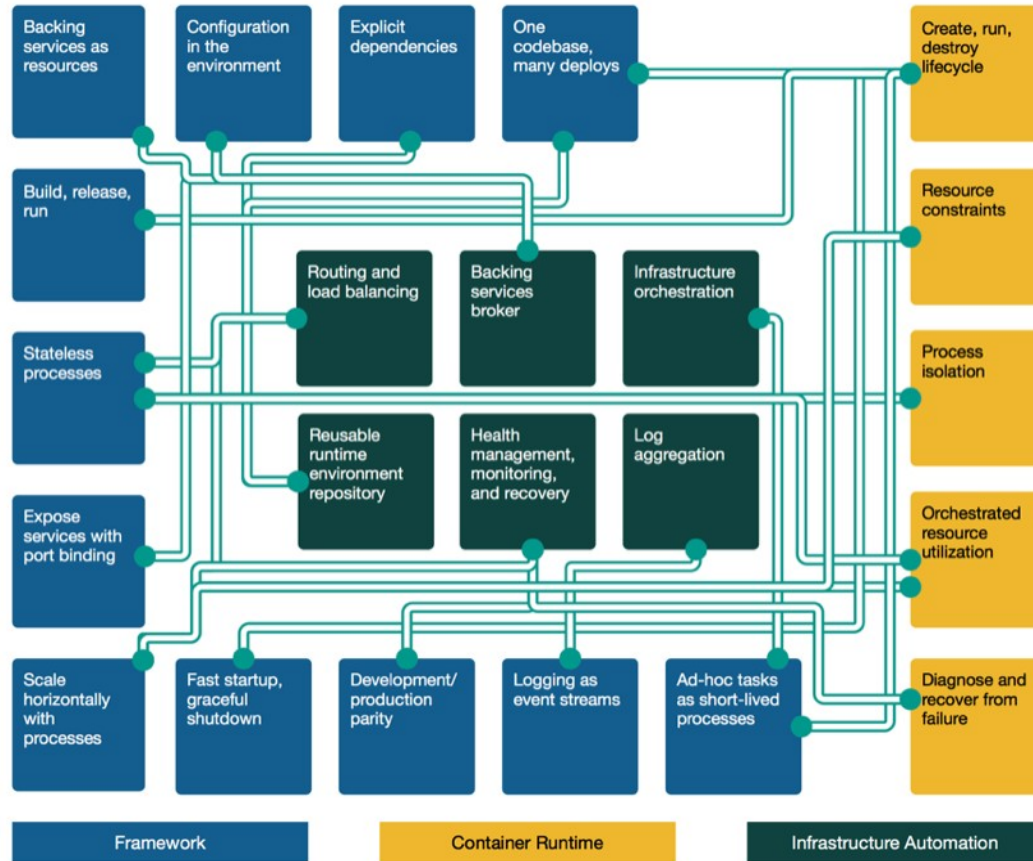 Backing
services as
resources
Configuration
in the
environment
Explicit
dependencies
One
codebase,
many deploys
Create, run,
destroy
lifecycle
Build, release,
run
Resource
constraints
Routing and
load balancing
Backing
services
broker
Infrastructure
orchestration
Stateless
processes
Process
isolation
Reusable
runtime
environment
repository
Health
management,
monitoring,
and recovery
Log
aggregation
Expose
services with
port binding
Orchestrated
resource
utilization
Scale
horizontally
with
processes
Fast startup,
graceful
shutdown
Development/
production
parity
Logging as
event streams
Ad-hoc tasks
as short-lived
processes
Diagnose and
recover from
failure
Framework
Container Runtime
Infrastructure Automation